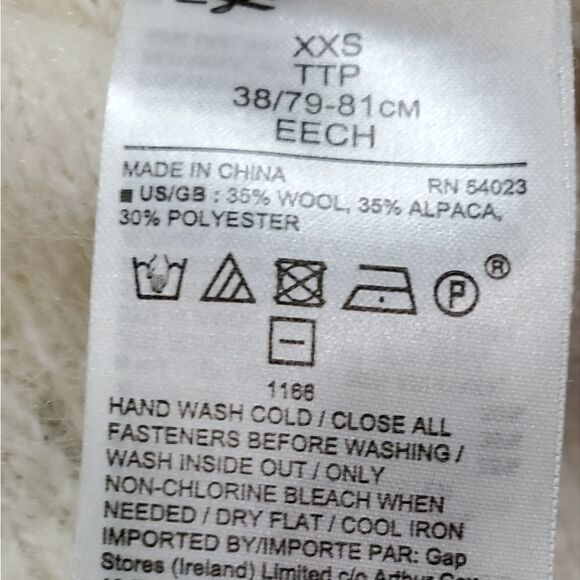 XXS
TTP
38/79-81CM
EECH
MADE IN CHINA RN 54023
US/GB : 35% WOOL, 35% ALPACA,
30% POLYESTER
P ®
1166
HAND WASH COLD / CLOSE ALL
FASTENERS BEFORE WASHING /
WASH INSIDE OUT / ONLY
NON-CHLORINE BLEACH WHEN
NEEDED / DRY FLAT / COOL IRON
IMPORTED BY/IMPORTE PAR: Gap
Stores (Ireland) Limited c/o Arthur